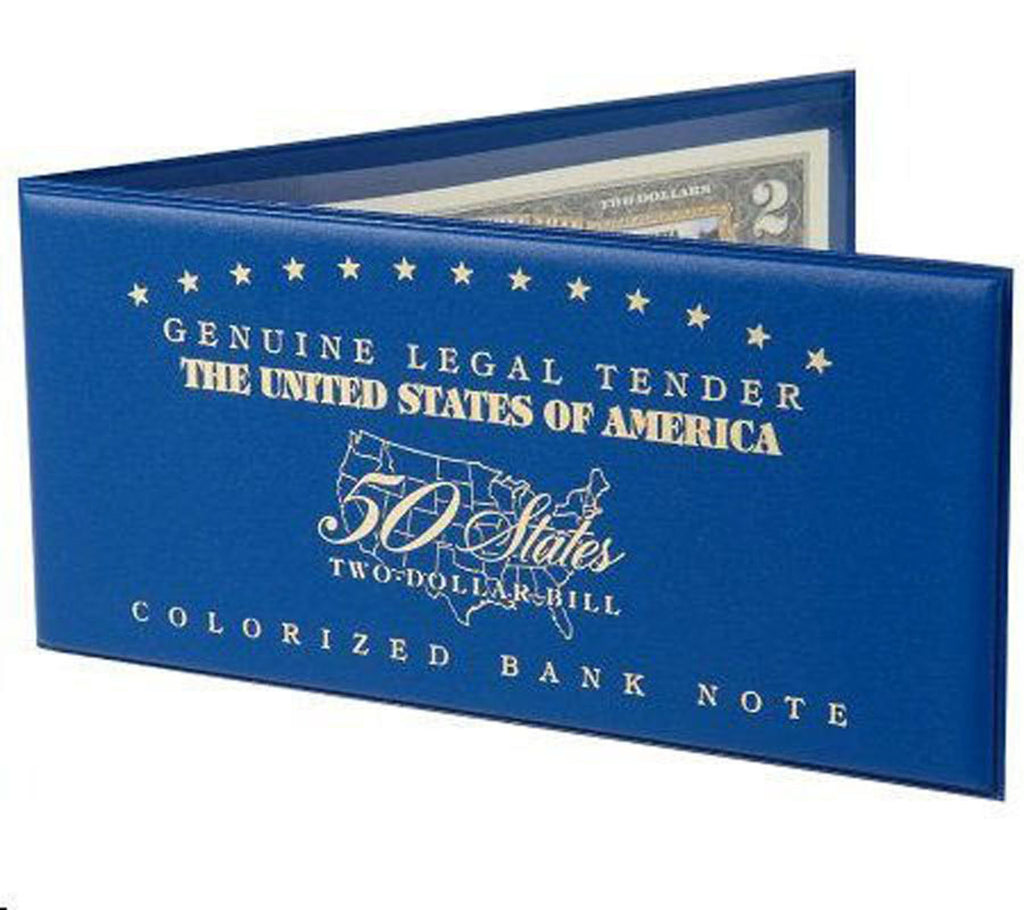 TWO DOLLARS
2
GENUINE LEGAL TENDER
THE UNITED STATES OF AMERICA
50 States
TWO-DOLLAR BILL
COLORIZED BANK NOTE